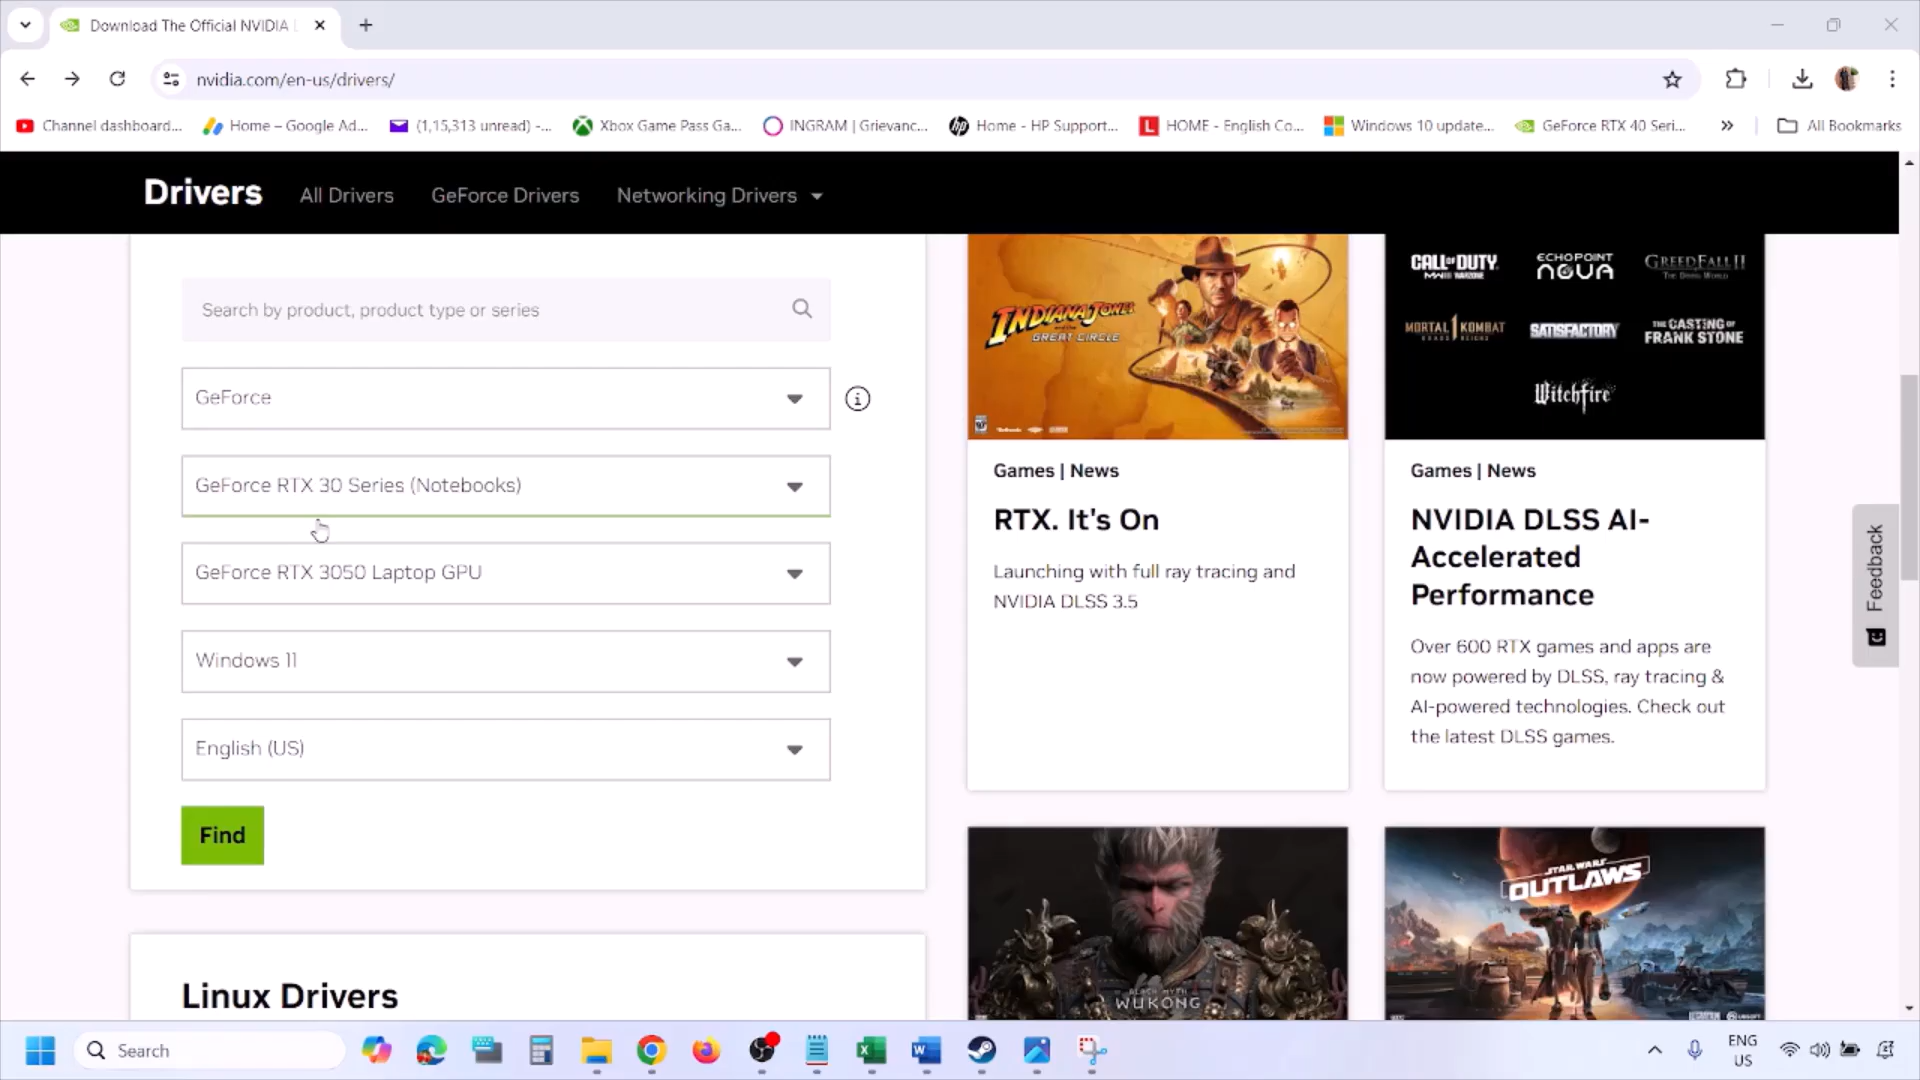 Download The Official NVIDIA
nvidia.com/en-us/drivers/
Channel dashboard...
Home – Google Ad...
(1,15,313 unread) -...
Xbox Game Pass Ga...
INGRAM | Grievanc...
Home - HP Support...
HOME - English Co...
Windows 10 update...
GeForce RTX 40 Seri...
All Bookmarks
Drivers
All Drivers
GeForce Drivers
Networking Drivers
Search by product, product type or series
GeForce
GeForce RTX 30 Series (Notebooks)
GeForce RTX 3050 Laptop GPU
Windows 11
English (US)
Find
Linux Drivers
INDIANA JONES
GREAT CIRCLE
Games | News
RTX. It's On
Launching with full ray tracing and
NVIDIA DLSS 3.5
CALL OF DUTY
ECHOPOINT
NOVA
GREEDFALL II
THE DYING WORLD
MORTAL KOMBAT 1
SATISFACTORY
THE CASTING OF
FRANK STONE
Witchfire
Games | News
NVIDIA DLSS AI-
Accelerated
Performance
Over 600 RTX games and apps are
now powered by DLSS, ray tracing &
AI-powered technologies. Check out
the latest DLSS games.
BLACK MYTH
WUKONG
STAR WARS
OUTLAWS
Feedback
Search
ENG
US